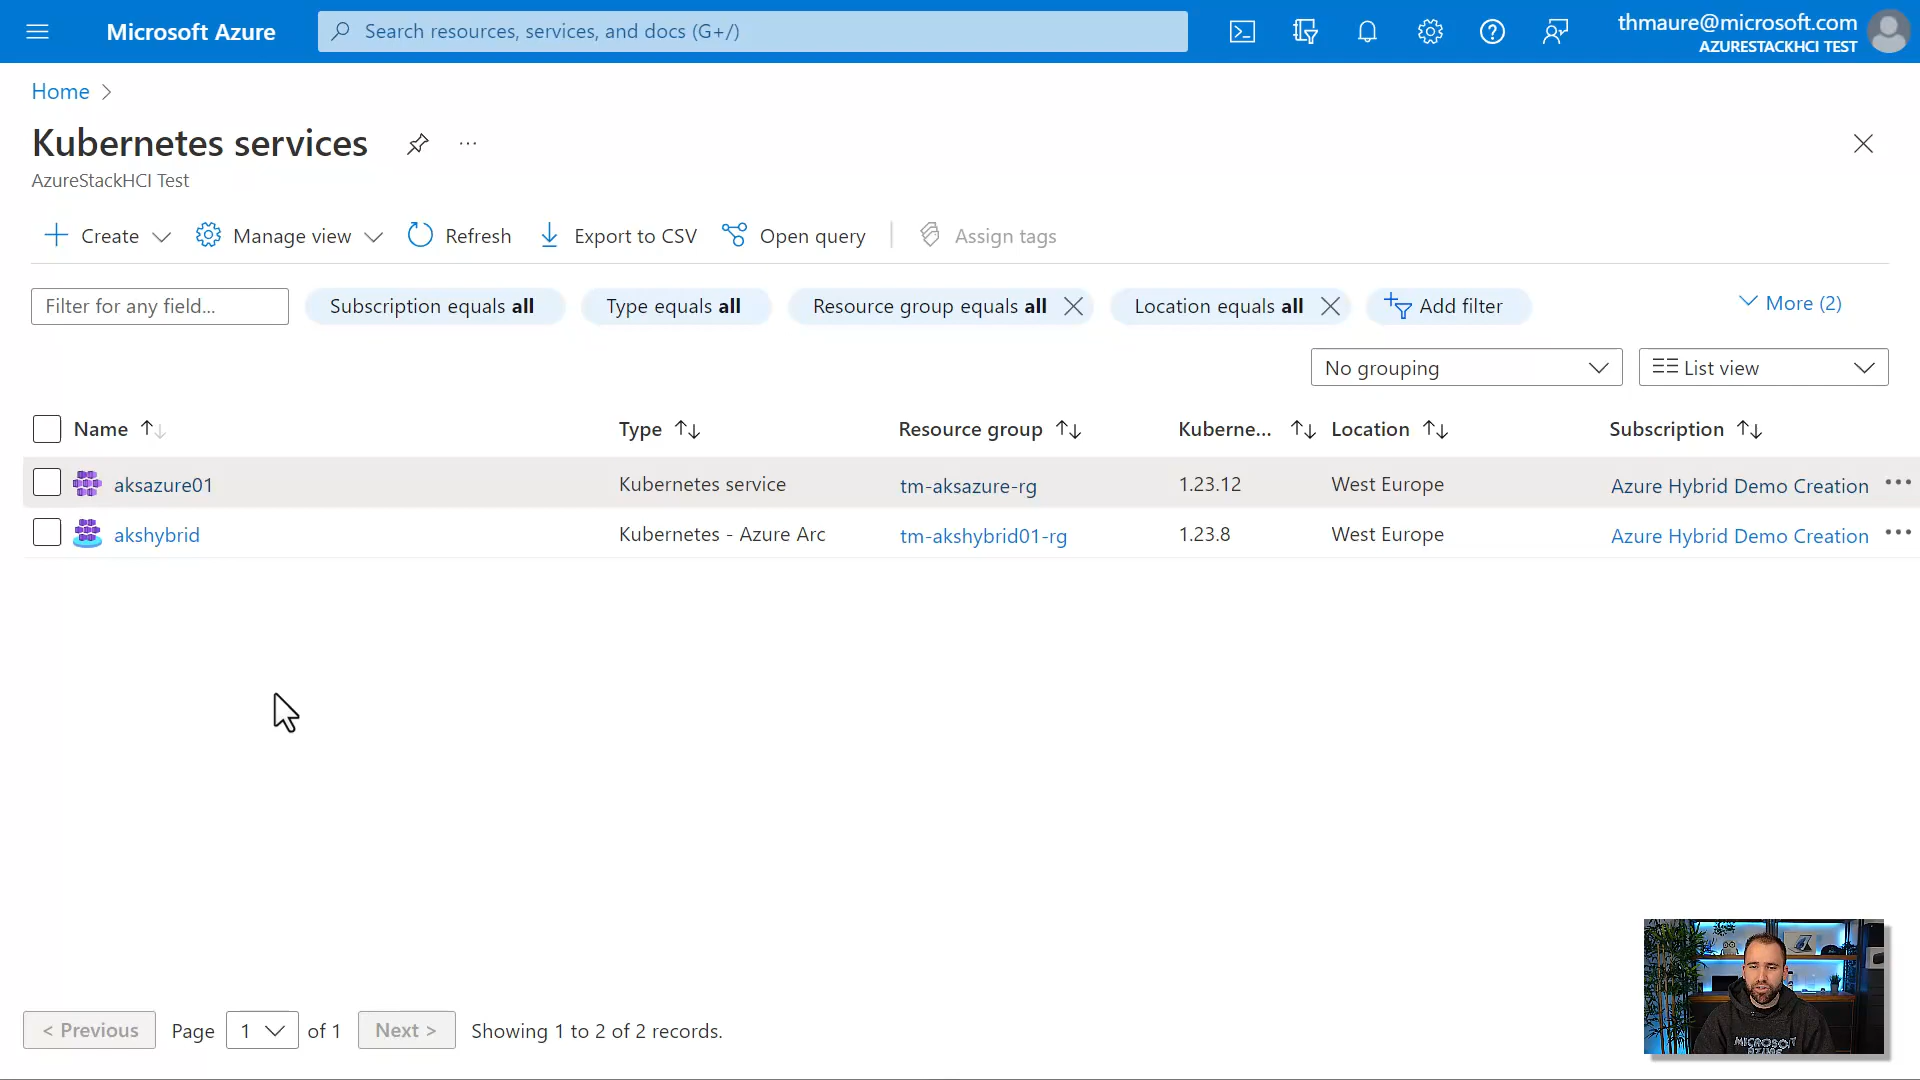 Microsoft Azure
Search resources, services, and docs (G+/)
thmaure@microsoft.com
AZURESTACKHCI TEST
Home
Kubernetes services
AzureStackHCI Test
Create Manage view Refresh Export to CSV Open query Assign tags
Filter for any field... Subscription equals all Type equals all Resource group equals all Location equals all Add filter More (2)
No grouping List view
Name Type Resource group Kuberne... Location Subscription
aksazure01 Kubernetes service tm-aksazure-rg 1.23.12 West Europe Azure Hybrid Demo Creation
akshybrid Kubernetes - Azure Arc tm-akshybrid01-rg 1.23.8 West Europe Azure Hybrid Demo Creation
< Previous Page 1 of 1 Next > Showing 1 to 2 of 2 records.
MICROSOFT
AZURE